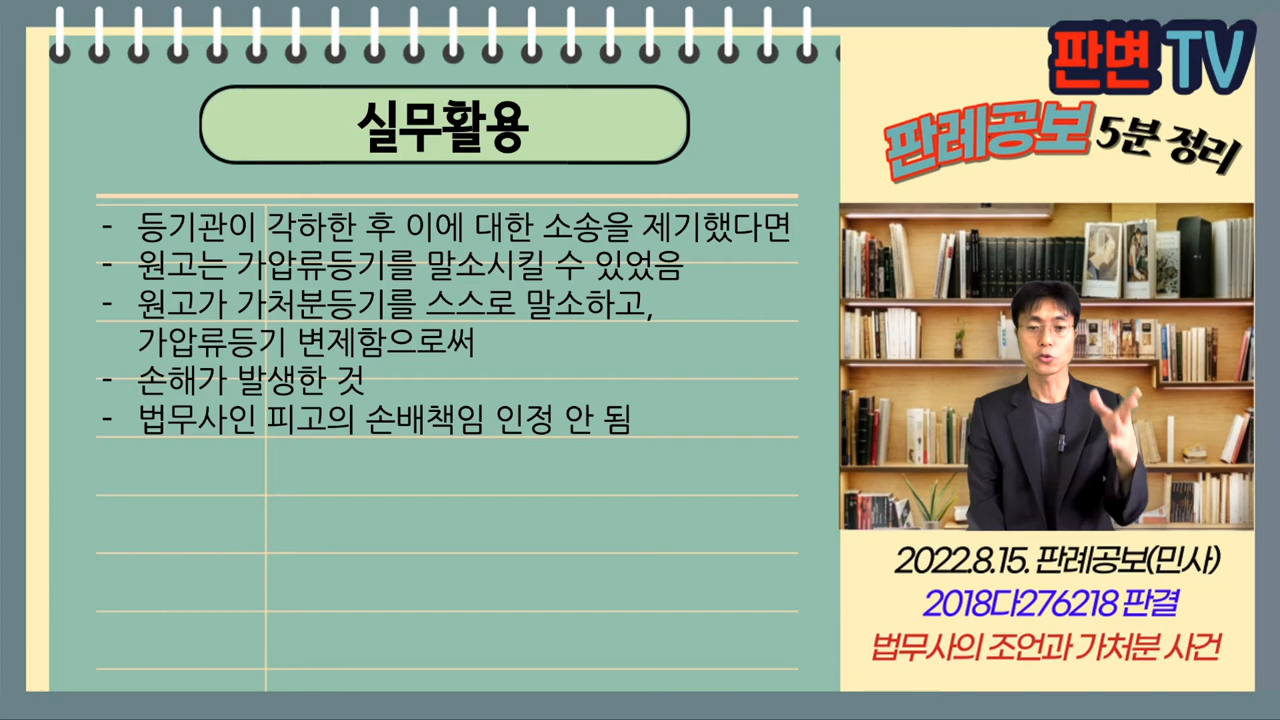 판변 TV
판례공보 5분 정리
실무활용
- 등기관이 각하한 후 이에 대한 소송을 제기했다면
- 원고는 가압류등기를 말소시킬 수 있었음
- 원고가 가처분등기를 스스로 말소하고,
가압류등기 변제함으로써
- 손해가 발생한 것
- 법무사인 피고의 손배책임 인정 안 됨
2022.8.15. 판례공보(민사)
2018다276218 판결
법무사의 조언과 가처분 사건